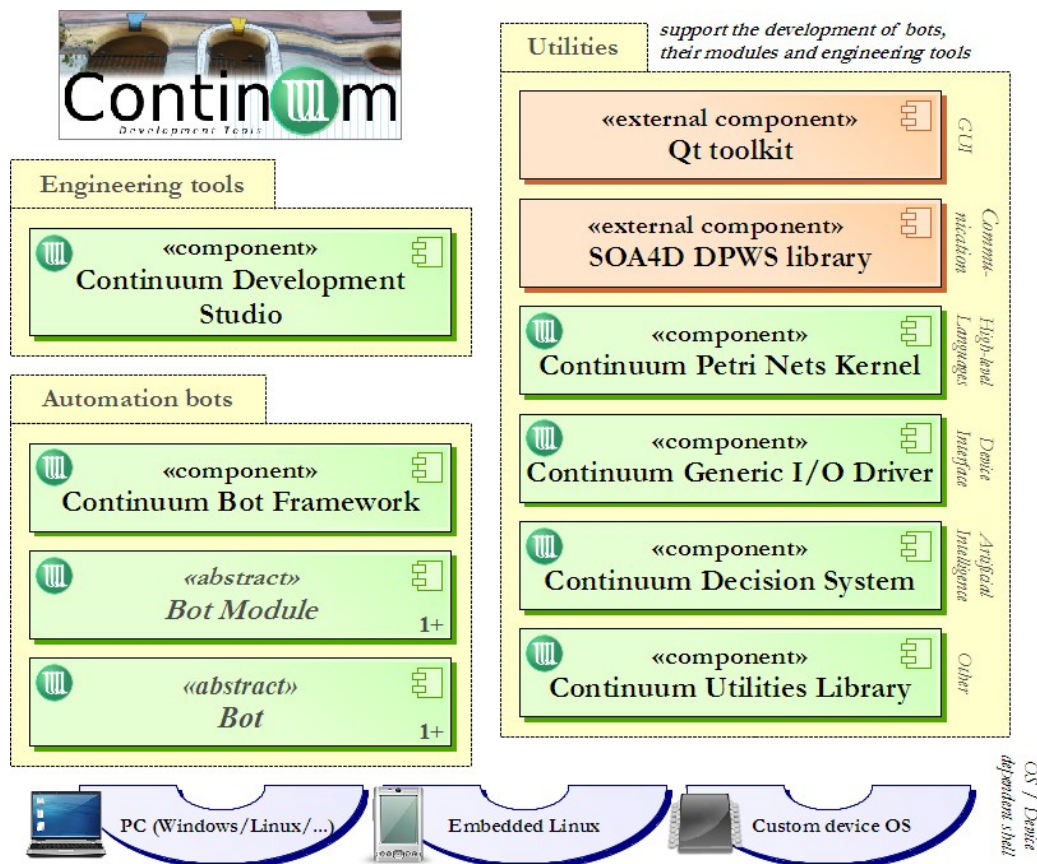 Continuum
Development Tools
Engineering tools
«component»
Continuum Development
Studio
Automation bots
«component»
Continuum Bot Framework
«abstract»
Bot Module
1+
«abstract»
Bot
1+
Utilities
support the development of bots,
their modules and engineering tools
«external component»
Qt toolkit
GUI
«external component»
SOA4D DPWS library
Commu-
nication
«component»
Continuum Petri Nets Kernel
High-level
Languages
«component»
Continuum Generic I/O Driver
Device
Interface
«component»
Continuum Decision System
Artificial
Intelligence
«component»
Continuum Utilities Library
Other
PC (Windows/Linux/...)
Embedded Linux
Custom device OS
OS / Device
dependent shell